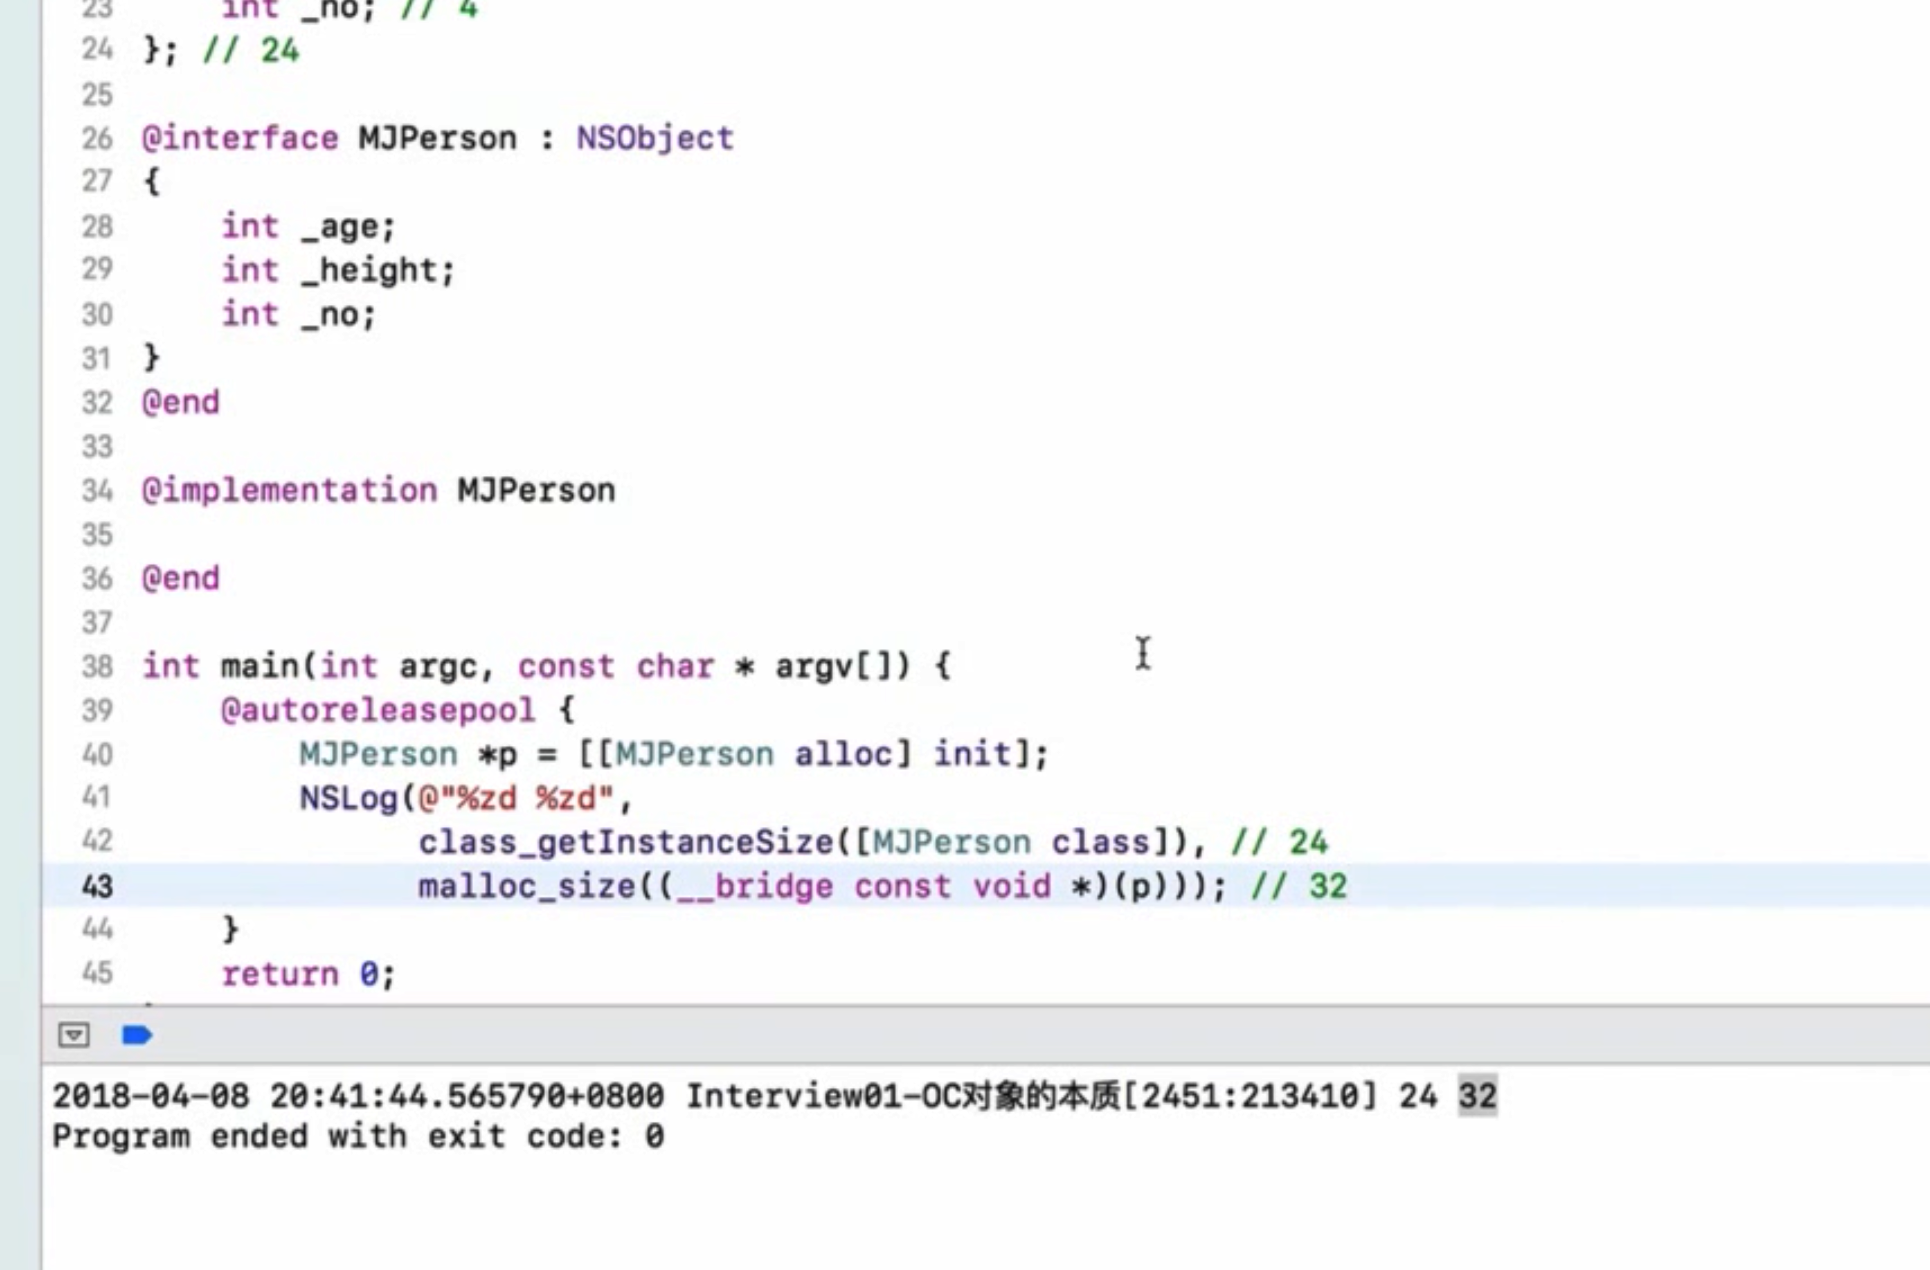 23 int _no; // 4
24 }; // 24
25
26 @interface MJPerson : NSObject
27 {
28 int _age;
29 int _height;
30 int _no;
31 }
32 @end
33
34 @implementation MJPerson
35
36 @end
37
38 int main(int argc, const char * argv[]) {
39 @autoreleasepool {
40 MJPerson *p = [[MJPerson alloc] init];
41 NSLog(@"%zd %zd",
42 class_getInstanceSize([MJPerson class]), // 24
43 malloc_size((__bridge const void *)(p))); // 32
44 }
45 return 0;
2018-04-08 20:41:44.565790+0800 Interview01-OC对象的本质[2451:213410] 24 32
Program ended with exit code: 0